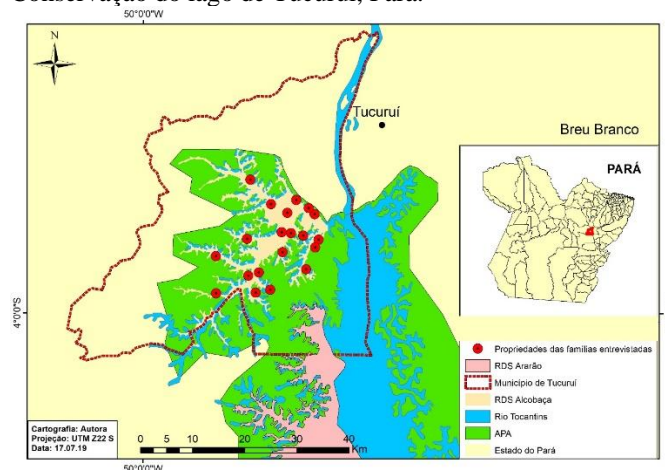 Conservação do lago de Tucuruí, Pará.
50°0'0"W
N
Tucuruí
Breu Branco
PARÁ
4°0'0"S
Propriedades das famílias entrevistadas
RDS Ararão
Município de Tucuruí
RDS Alcobaça
Rio Tocantins
APA
Estado do Pará
Cartografia: Autora
Projeção: UTM Z22 S
Data: 17.07.19
0 5 10 20 30 40
Km
50°0'0"W